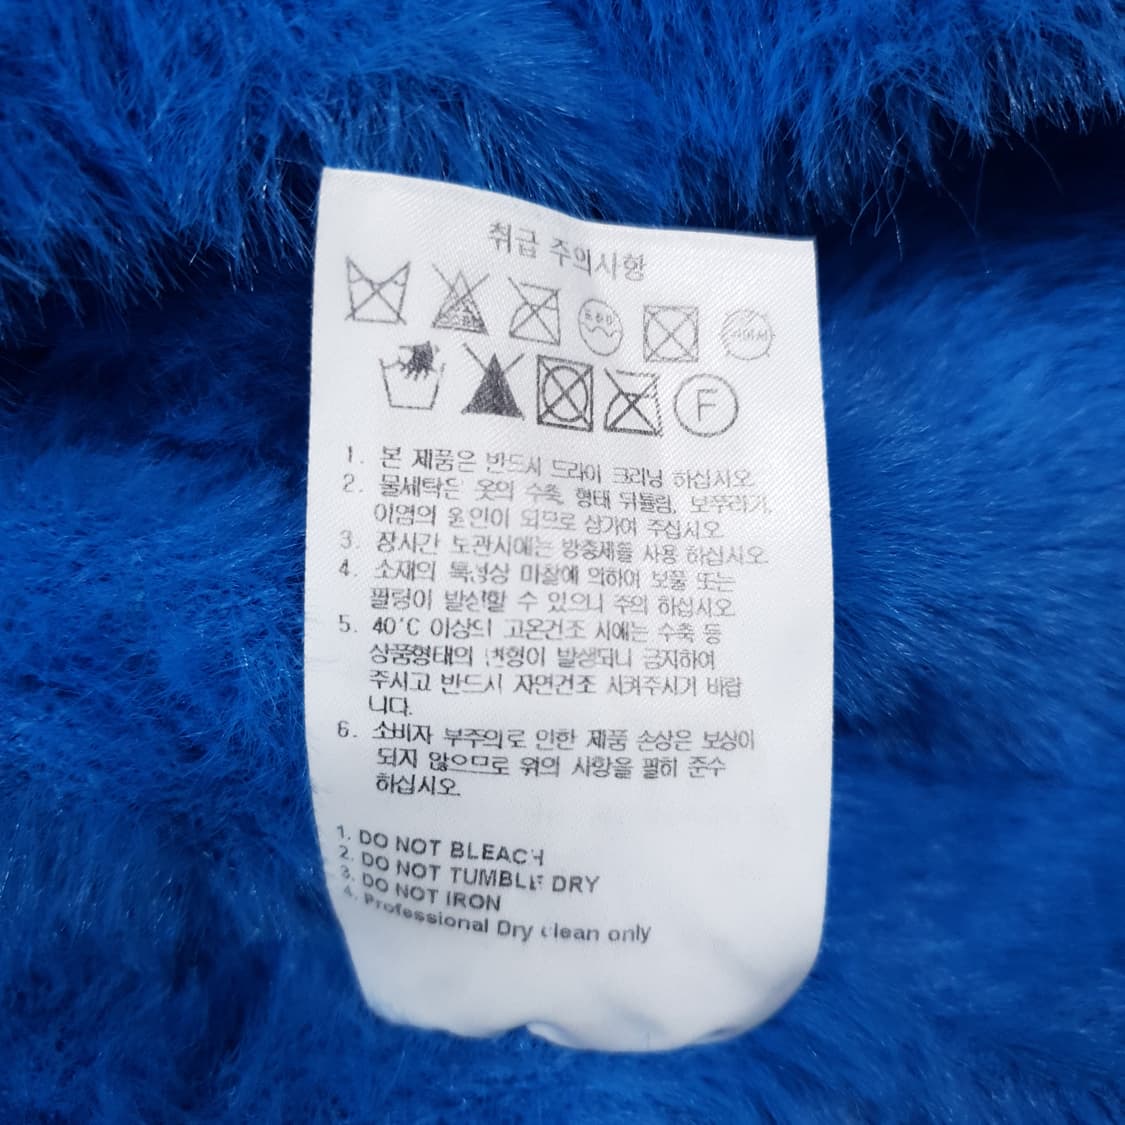 취급 주의사항
F
1. 본 제품은 반드시 드라이 크리닝 하십시오.
2. 물세탁은 옷의 수축, 형태 뒤틀림, 보푸라기,
이염의 원인이 되므로 삼가여 주십시오.
3. 장시간 보관시에는 방충제를 사용 하십시오.
4. 소재의 특성상 마찰에 의하여 보풀 또는
필링이 발생할 수 있으니 주의 하십시오.
5. 40°C 이상의 고온건조 시에는 수축 등
상품형태의 변형이 발생되니 금지하여
주시고 반드시 자연건조 시켜주시기 바랍
니다.
6. 소비자 부주의로 인한 제품 손상은 보상이
되지 않으므로 위의 사항을 필히 준수
하십시오.
1. DO NOT BLEACH
2. DO NOT TUMBLE DRY
3. DO NOT IRON
4. Professional Dry clean only